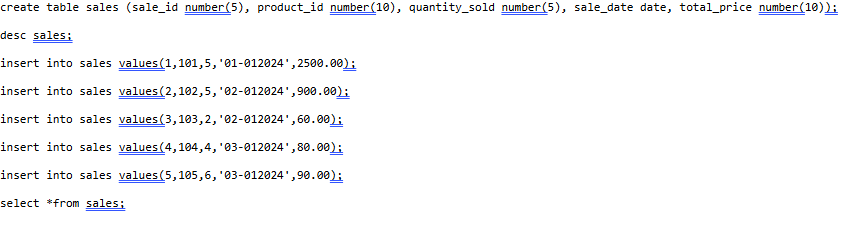 create table sales (sale_id number(5), product_id number(10), quantity_sold number(5), sale_date date, total_price number(10));
desc sales;
insert into sales values(1,101,5,'01-012024',2500.00);
insert into sales values(2,102,5,'02-012024',900.00);
insert into sales values(3,103,2,'02-012024',60.00);
insert into sales values(4,104,4,'03-012024',80.00);
insert into sales values(5,105,6,'03-012024',90.00);
select *from sales;